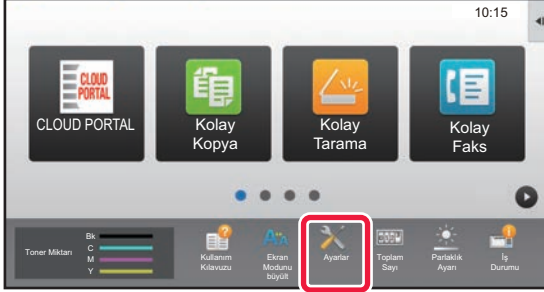 10:15
CLOUD
PORTAL
CLOUD PORTAL
Kolay
Kopya
Kolay
Tarama
Kolay
Faks
Toner Miktarı
Bk
C
M
Y
Kullanım
Kılavuzu
Ekran
Modunu
büyült
Ayarlar
Toplam
Sayı
Parlaklık
Ayarı
İş
Durumu